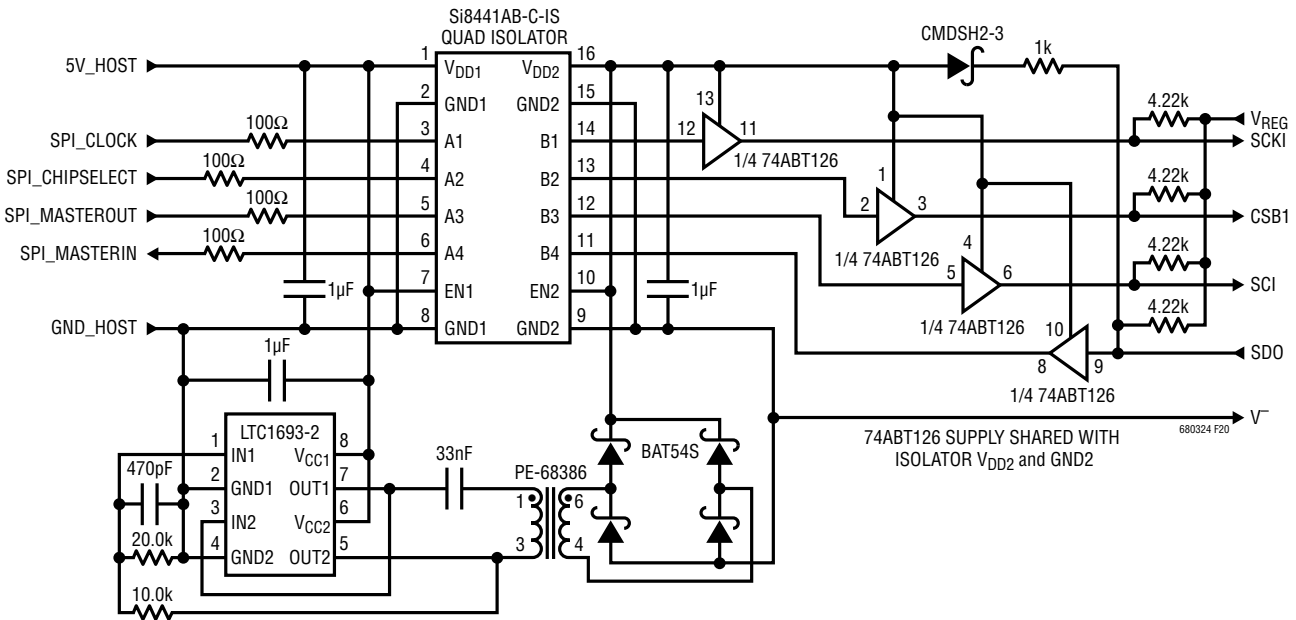 Si8441AB-C-IS
QUAD ISOLATOR
CMDSH2-3
1k
5V_HOST
1
VDD1
VDD2
16
2
GND1
GND2
15
13
4.22k
VREG
SPI_CLOCK
100Ω
3
A1
B1
14
12
11
1/4 74ABT126
SCKI
SPI_CHIPSELECT
100Ω
4
A2
B2
13
1
4.22k
SPI_MASTEROUT
100Ω
5
A3
B3
12
2
3
1/4 74ABT126
CSB1
SPI_MASTERIN
100Ω
6
A4
B4
11
4
4.22k
1µF
7
EN1
EN2
10
1µF
5
6
1/4 74ABT126
SCI
GND_HOST
8
GND1
GND2
9
10
4.22k
1µF
8
9
1/4 74ABT126
SDO
V–
680324 F20
74ABT126 SUPPLY SHARED WITH
ISOLATOR VDD2 and GND2
LTC1693-2
1
IN1
VCC1
8
33nF
BAT54S
470pF
2
GND1
OUT1
7
PE-68386
3
IN2
VCC2
6
1
6
20.0k
4
GND2
OUT2
5
3
4
10.0k